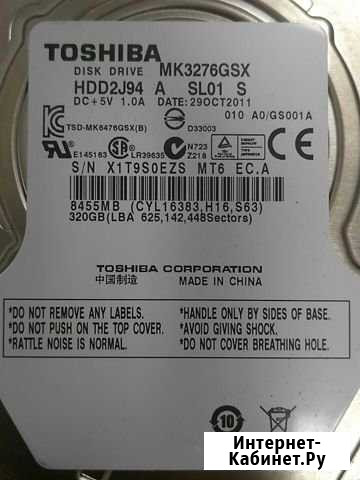 TOSHIBA
DISK DRIVE MK3276GSX
HDD2J94 A SL01 S
DC+5V 1.0A DATE:29OCT2011
010 A0/GS001A
TSD-MK6476GSX(B)
D33003
E145163 LR39635 N723
Z218
S/N X1T9S0EZS MT6 EC.A
8455MB (CYL16383,H16,S63)
320GB(LBA 625,142,448Sectors)
TOSHIBA CORPORATION
中国制造 MADE IN CHINA
*DO NOT REMOVE ANY LABELS. *HANDLE ONLY BY SIDES OF BASE.
*DO NOT PUSH ON THE TOP COVER. *AVOID GIVING SHOCK.
*RATTLE NOISE IS NORMAL. *DO NOT COVER BREATHING HOLE.
10
Интернет-
Кабинет.Ру